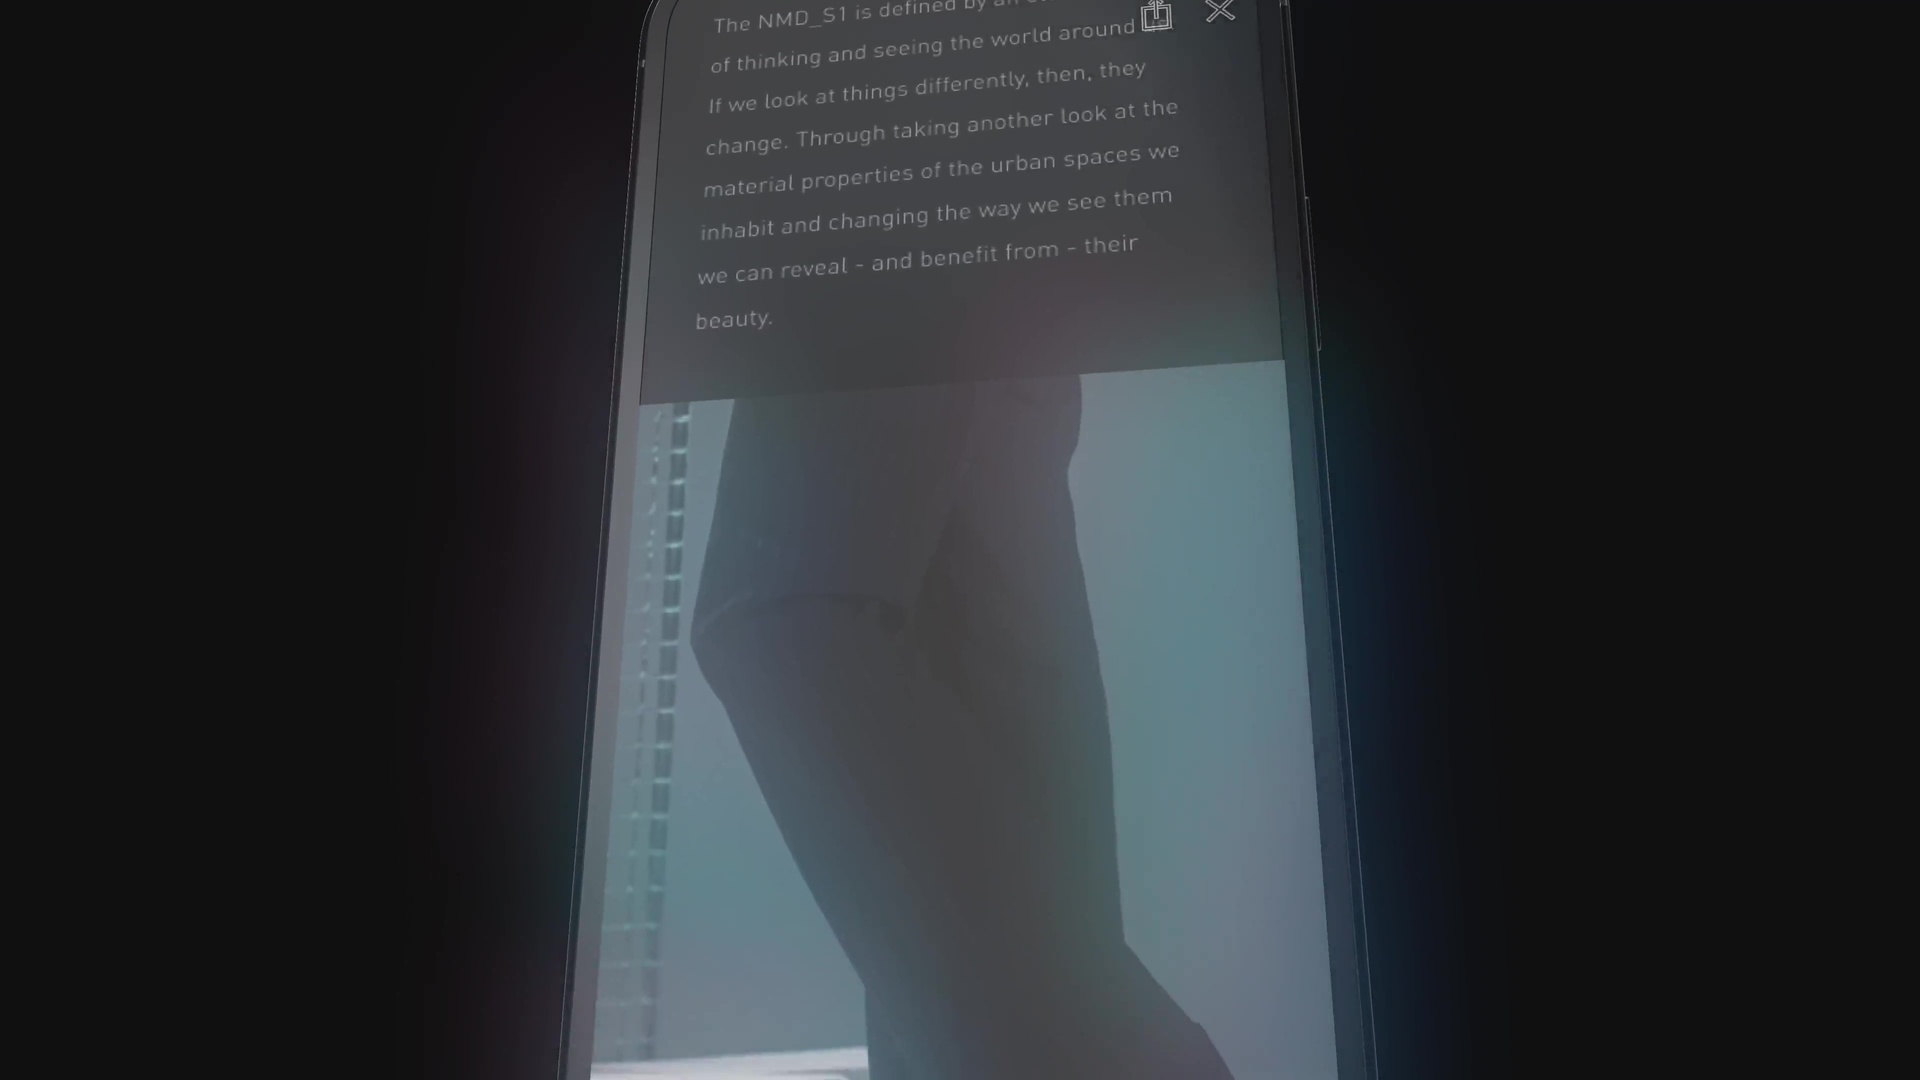 The NMD_S1 is defined by an
of thinking and seeing the world around
If we look at things differently, then, they
change. Through taking another look at the
material properties of the urban spaces we
inhabit and changing the way we see them
we can reveal - and benefit from - their
beauty.